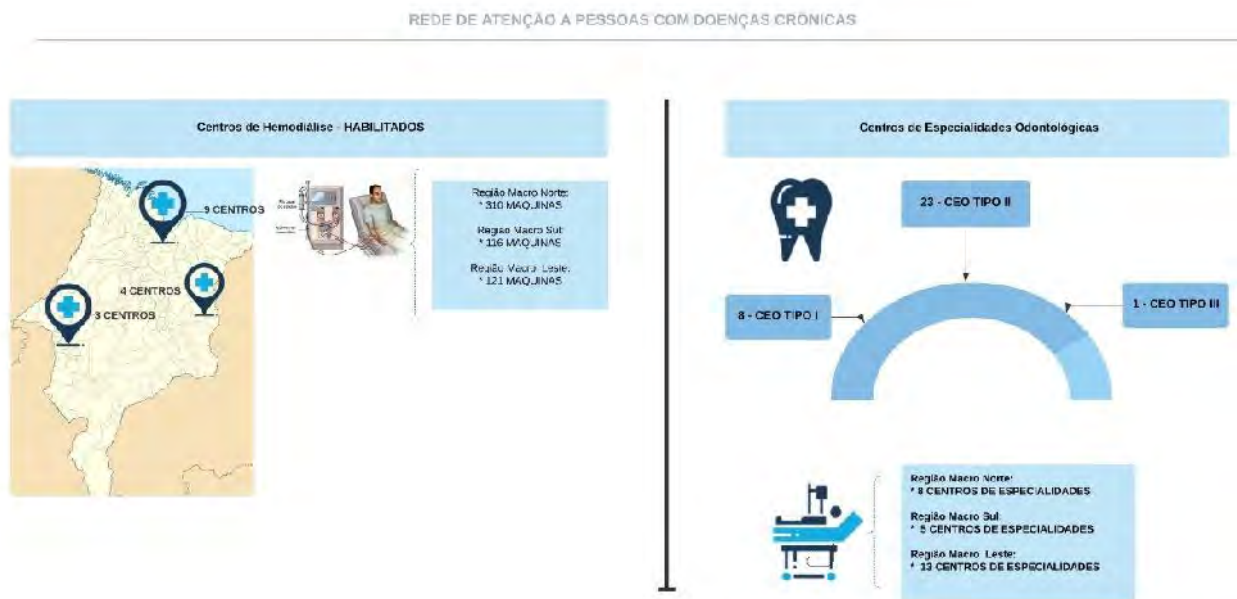 REDE DE ATENÇÃO A PESSOAS COM DOENÇAS CRÔNICAS
Centros de Hemodiálise - HABILITADOS
9 CENTROS
4 CENTROS
3 CENTROS
Região Macro Norte:
* 310 MAQUINAS
Região Macro Sul:
* 116 MAQUINAS
Região Macro Leste:
* 121 MAQUINAS
Centros de Especialidades Odontológicas
23 - CEO TIPO II
8 - CEO TIPO I
1 - CEO TIPO III
Região Macro Norte:
* 8 CENTROS DE ESPECIALIDADES
Região Macro Sul:
* 5 CENTROS DE ESPECIALIDADES
Região Macro Leste:
* 13 CENTROS DE ESPECIALIDADES